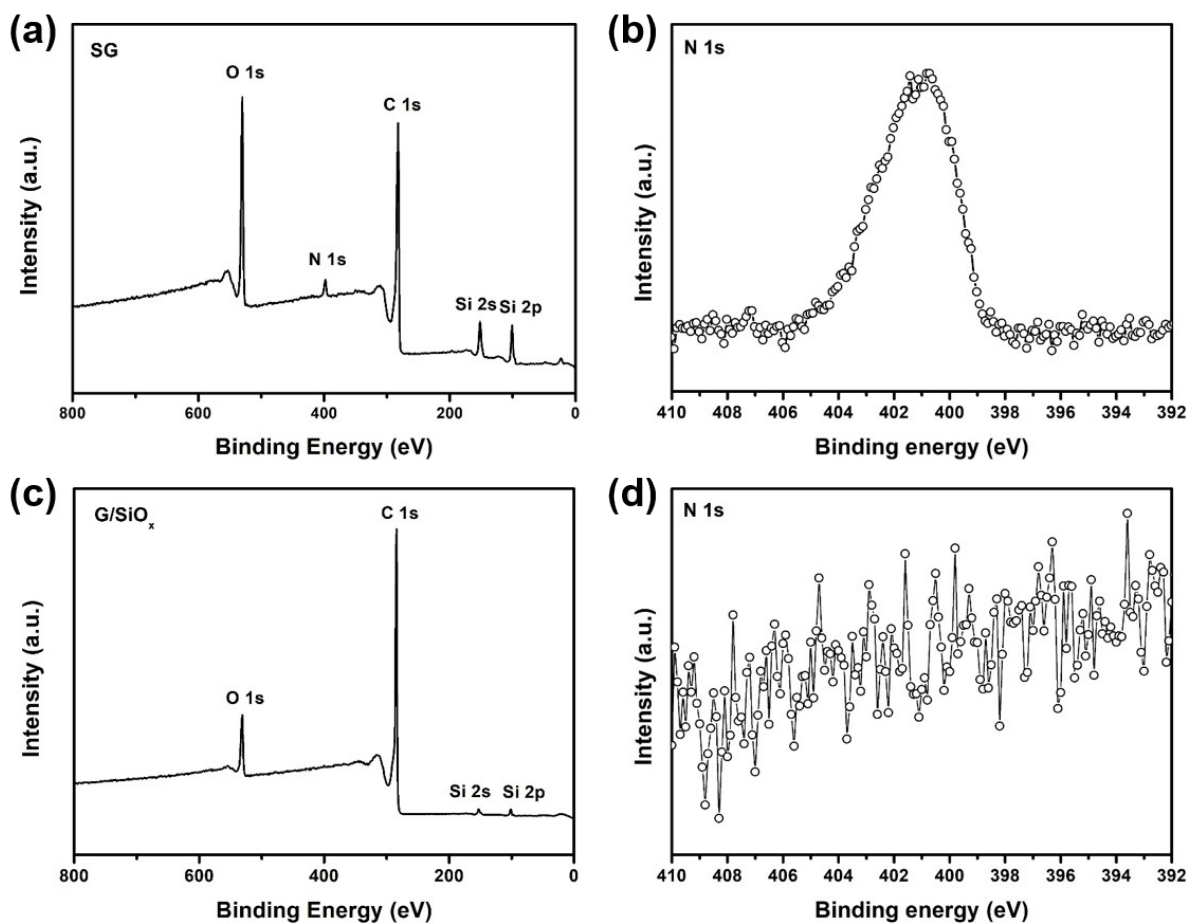 (a)
SG
O 1s
C 1s
N 1s
Si 2s Si 2p
Intensity (a.u.)
800 600 400 200 0
Binding Energy (eV)
(b)
N 1s
Intensity (a.u.)
410 408 406 404 402 400 398 396 394 392
Binding energy (eV)
(c)
G/SiOₓ
C 1s
O 1s
Si 2s Si 2p
Intensity (a.u.)
800 600 400 200 0
Binding Energy (eV)
(d)
N 1s
Intensity (a.u.)
410 408 406 404 402 400 398 396 394 392
Binding energy (eV)